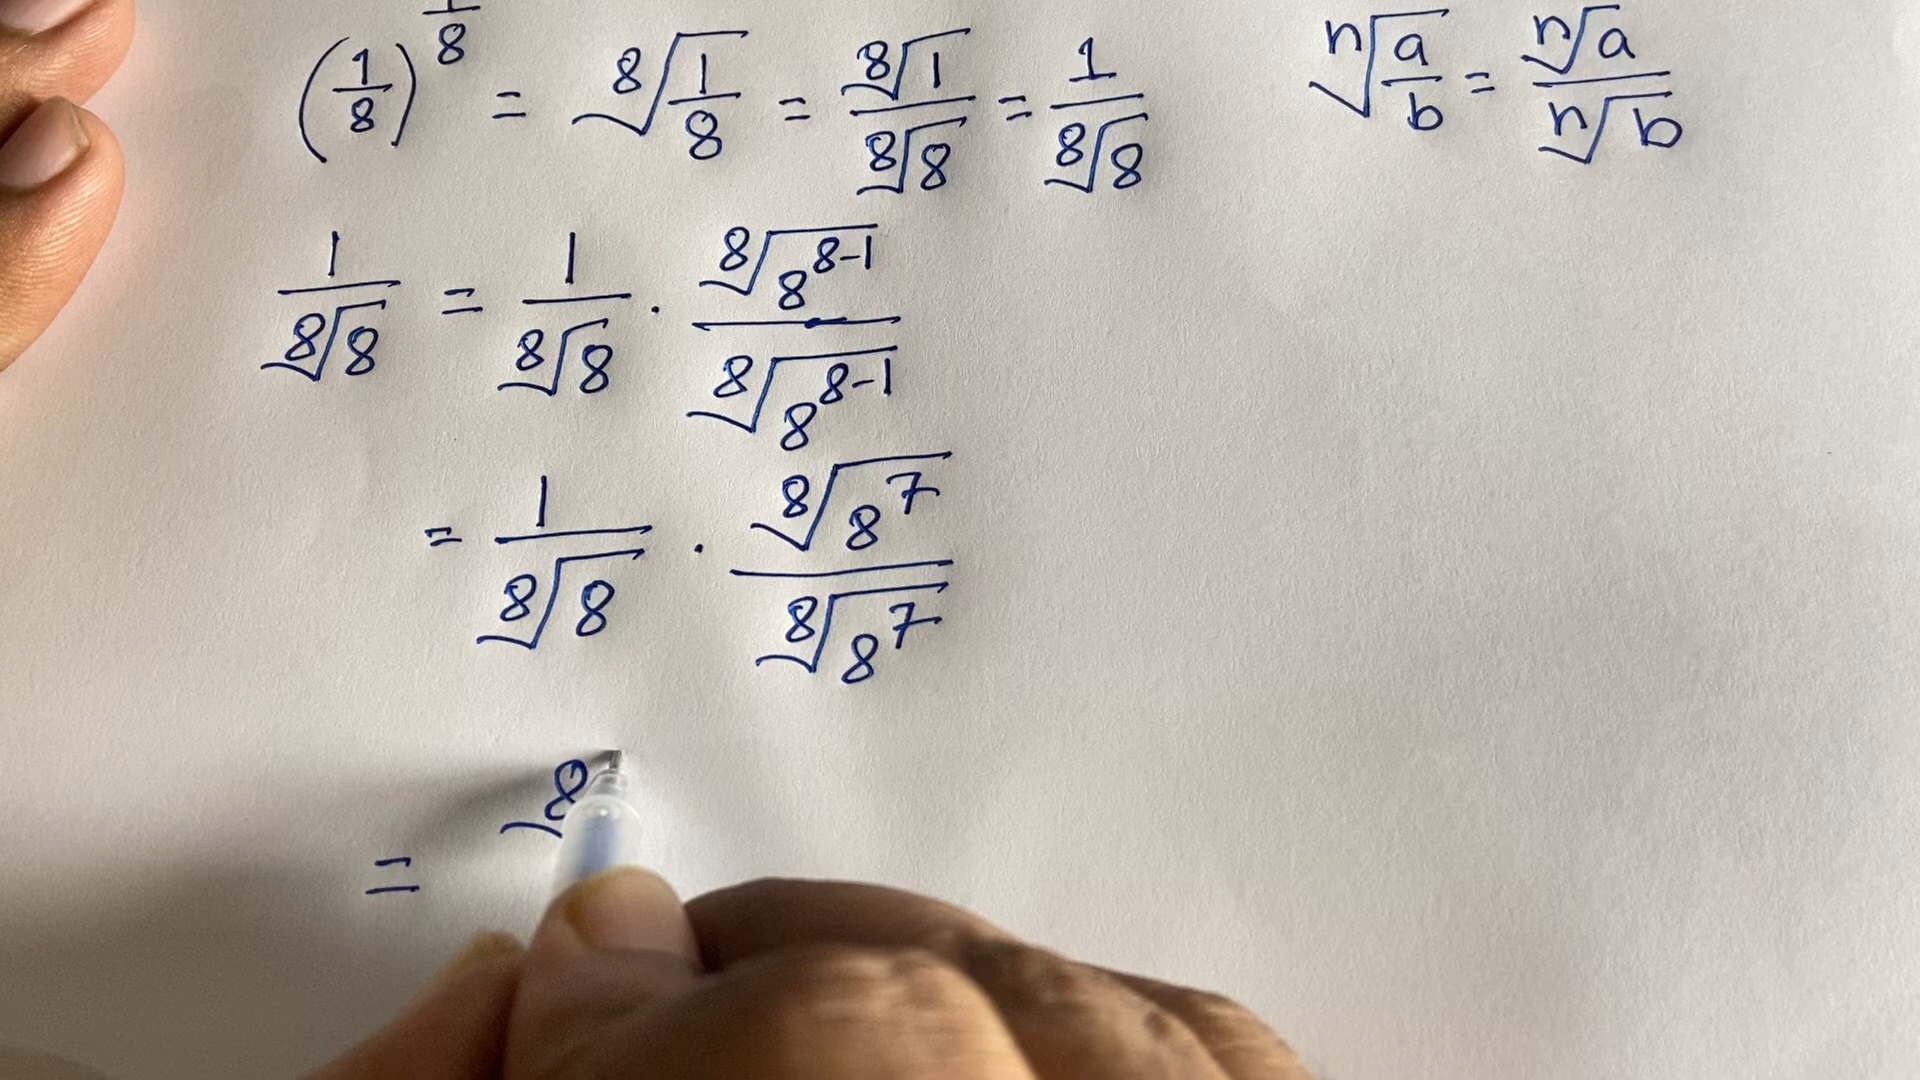 (1/8)^1/8 = ⁸√(1/8) = ⁸√1/⁸√8 = 1/⁸√8    ⁿ√(a/b) = ⁿ√a/ⁿ√b
1/⁸√8 = 1/⁸√8 · ⁸√(8^(8-1))/⁸√(8^(8-1))
= 1/⁸√8 · ⁸√(8^7)/⁸√(8^7)
= 8